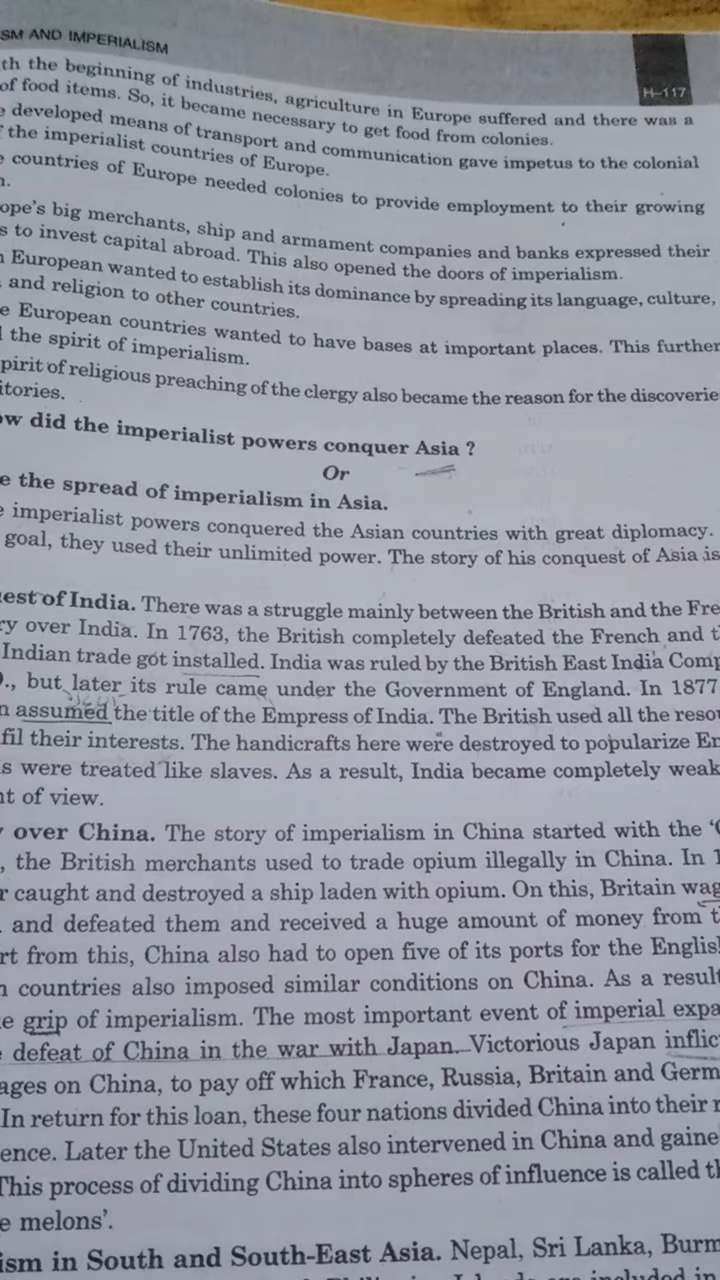 SM AND IMPERIALISM
H–117
th the beginning of industries, agriculture in Europe suffered and there was a
of food items. So, it became necessary to get food from colonies.
developed means of transport and communication gave impetus to the colonial
the imperialist countries of Europe.
countries of Europe needed colonies to provide employment to their growing
ope's big merchants, ship and armament companies and banks expressed their
s to invest capital abroad. This also opened the doors of imperialism.
European wanted to establish its dominance by spreading its language, culture,
and religion to other countries.
e European countries wanted to have bases at important places. This further
the spirit of imperialism.
pirit of religious preaching of the clergy also became the reason for the discoverie
itories.
ow did the imperialist powers conquer Asia ?
Or
e the spread of imperialism in Asia.
imperialist powers conquered the Asian countries with great diplomacy.
goal, they used their unlimited power. The story of his conquest of Asia is
est of India. There was a struggle mainly between the British and the Fre
ry over India. In 1763, the British completely defeated the French and t
Indian trade got installed. India was ruled by the British East India Comp
., but later its rule came under the Government of England. In 1877
n assumed the title of the Empress of India. The British used all the resou
fil their interests. The handicrafts here were destroyed to popularize En
s were treated like slaves. As a result, India became completely weak
nt of view.
over China. The story of imperialism in China started with the
, the British merchants used to trade opium illegally in China. In 1
r caught and destroyed a ship laden with opium. On this, Britain wag
and defeated them and received a huge amount of money from t
rt from this, China also had to open five of its ports for the Englis
n countries also imposed similar conditions on China. As a result
e grip of imperialism. The most important event of imperial expa
defeat of China in the war with Japan. Victorious Japan inflic
ages on China, to pay off which France, Russia, Britain and Germ
In return for this loan, these four nations divided China into their r
ence. Later the United States also intervened in China and gaine
This process of dividing China into spheres of influence is called th
e melons'.
ism in South and South-East Asia. Nepal, Sri Lanka, Burm